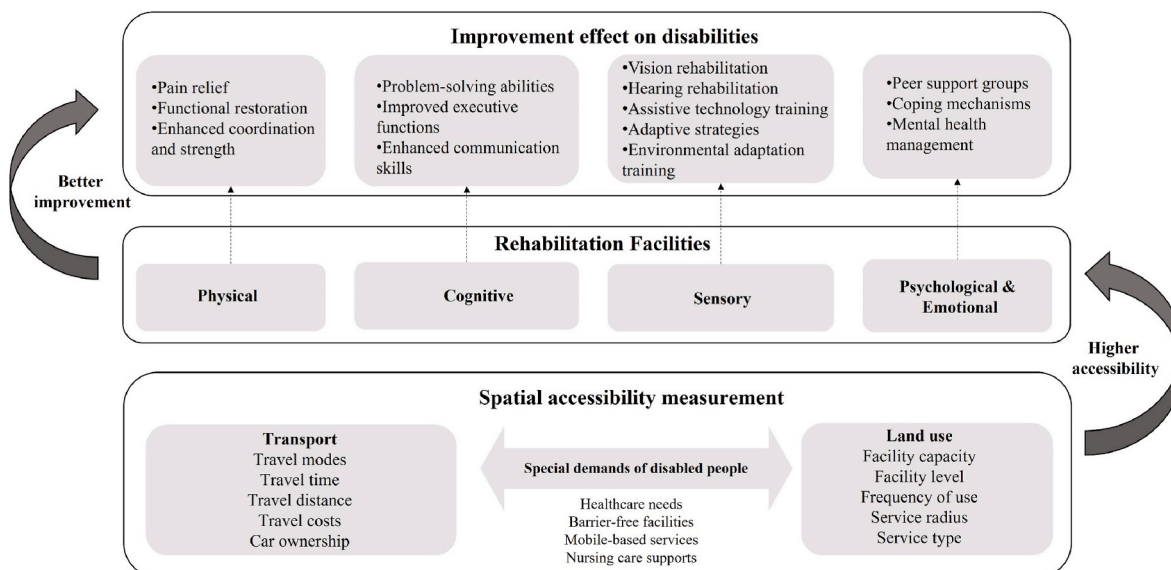 Improvement effect on disabilities
•Pain relief
•Functional restoration
•Enhanced coordination
and strength
•Problem-solving abilities
•Improved executive
functions
•Enhanced communication
skills
•Vision rehabilitation
•Hearing rehabilitation
•Assistive technology training
•Adaptive strategies
•Environmental adaptation
training
•Peer support groups
•Coping mechanisms
•Mental health
management
Better
improvement
Rehabilitation Facilities
Physical
Cognitive
Sensory
Psychological &
Emotional
Higher
accessibility
Spatial accessibility measurement
Transport
Travel modes
Travel time
Travel distance
Travel costs
Car ownership
Special demands of disabled people
Healthcare needs
Barrier-free facilities
Mobile-based services
Nursing care supports
Land use
Facility capacity
Facility level
Frequency of use
Service radius
Service type